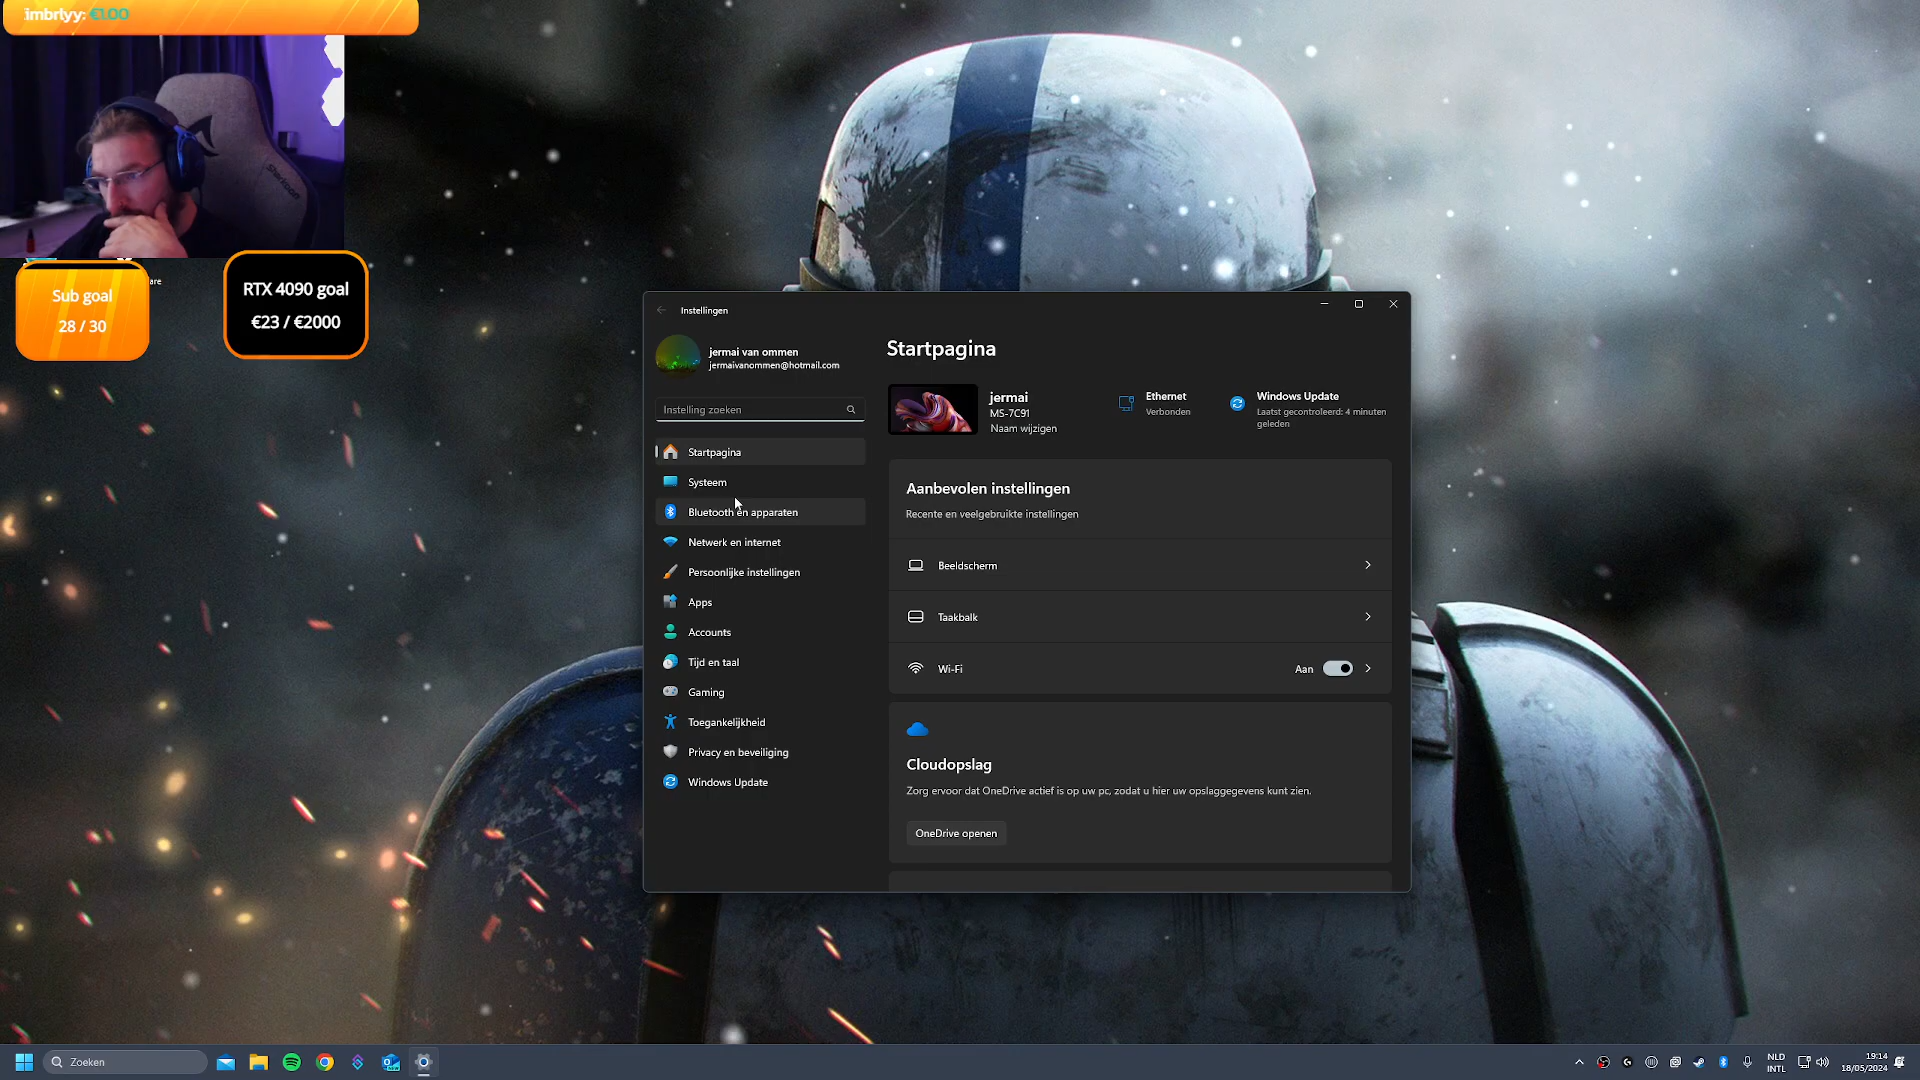 imbrlyy: €1.00
Sub goal
28 / 30
are
RTX 4090 goal
€23 / €2000
Instellingen
jermai van ommen
jermaivanommen@hotmail.com
Instelling zoeken
Startpagina
Systeem
Bluetooth en apparaten
Netwerk en internet
Persoonlijke instellingen
Apps
Accounts
Tijd en taal
Gaming
Toegankelijkheid
Privacy en beveiliging
Windows Update
Startpagina
jermai
MS-7C91
Naam wijzigen
Ethernet
Verbonden
Windows Update
Laatst gecontroleerd: 4 minuten
geleden
Aanbevolen instellingen
Recente en veelgebruikte instellingen
Beeldscherm
Taakbalk
Wi-Fi
Aan
Cloudopslag
Zorg ervoor dat OneDrive actief is op uw pc, zodat u hier uw opslaggegevens kunt zien.
OneDrive openen
Zoeken
NLD
INTL
19:14
18/05/2024